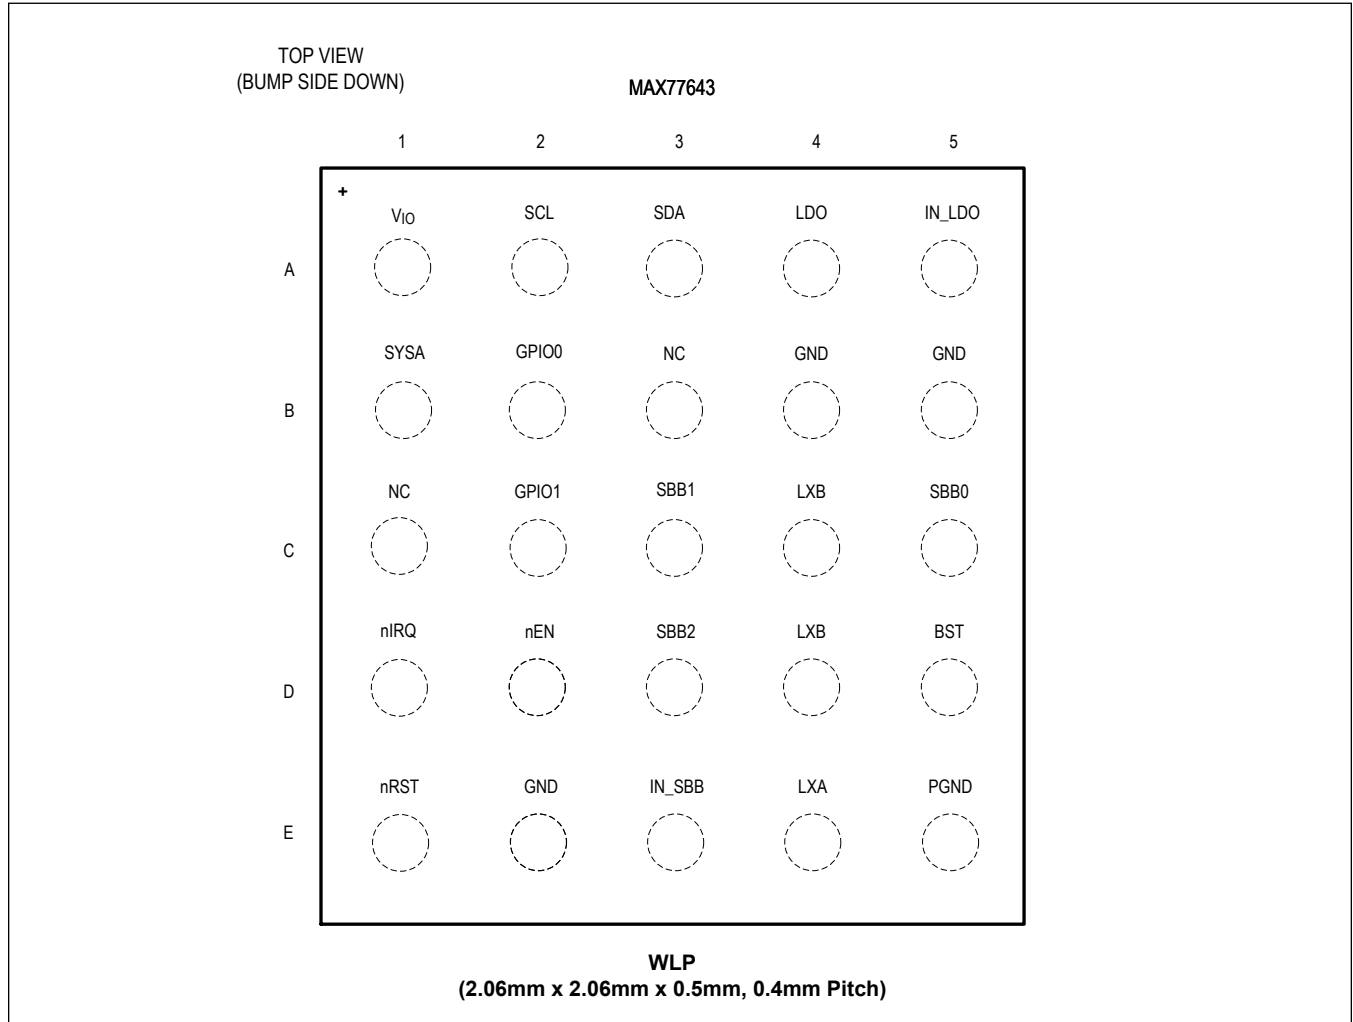 TOP VIEW
(BUMP SIDE DOWN)
MAX77643
1 2 3 4 5
+
VIO SCL SDA LDO IN_LDO
A
SYSA GPIO0 NC GND GND
B
NC GPIO1 SBB1 LXB SBB0
C
nIRQ nEN SBB2 LXB BST
D
nRST GND IN_SBB LXA PGND
E
WLP
(2.06mm x 2.06mm x 0.5mm, 0.4mm Pitch)